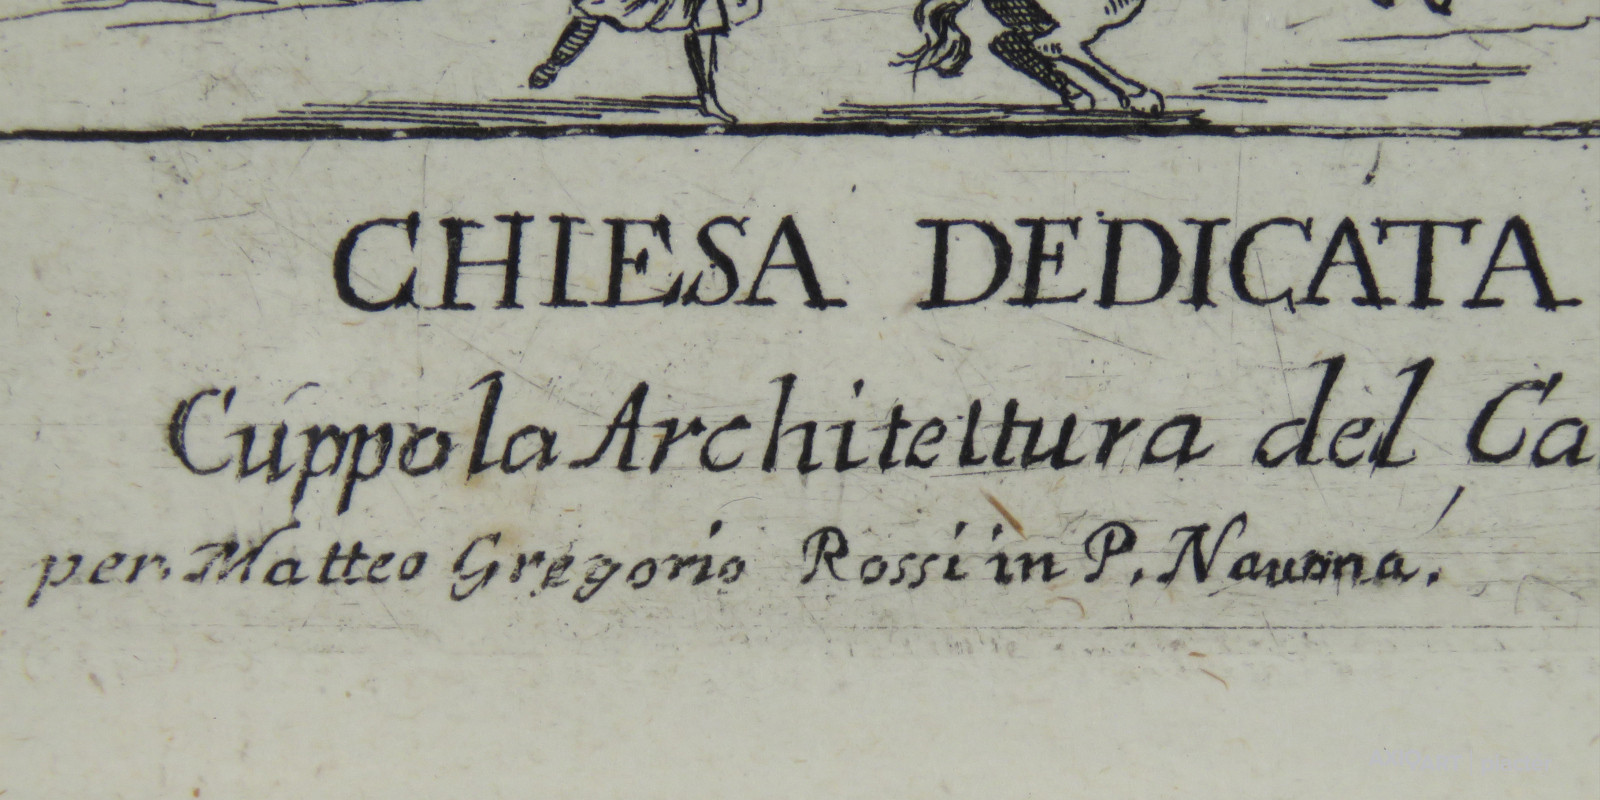 CHIESA DEDICATA
Cuppola Architettura del Ca
per Matteo Gregorio Rossi in P. Nauona.